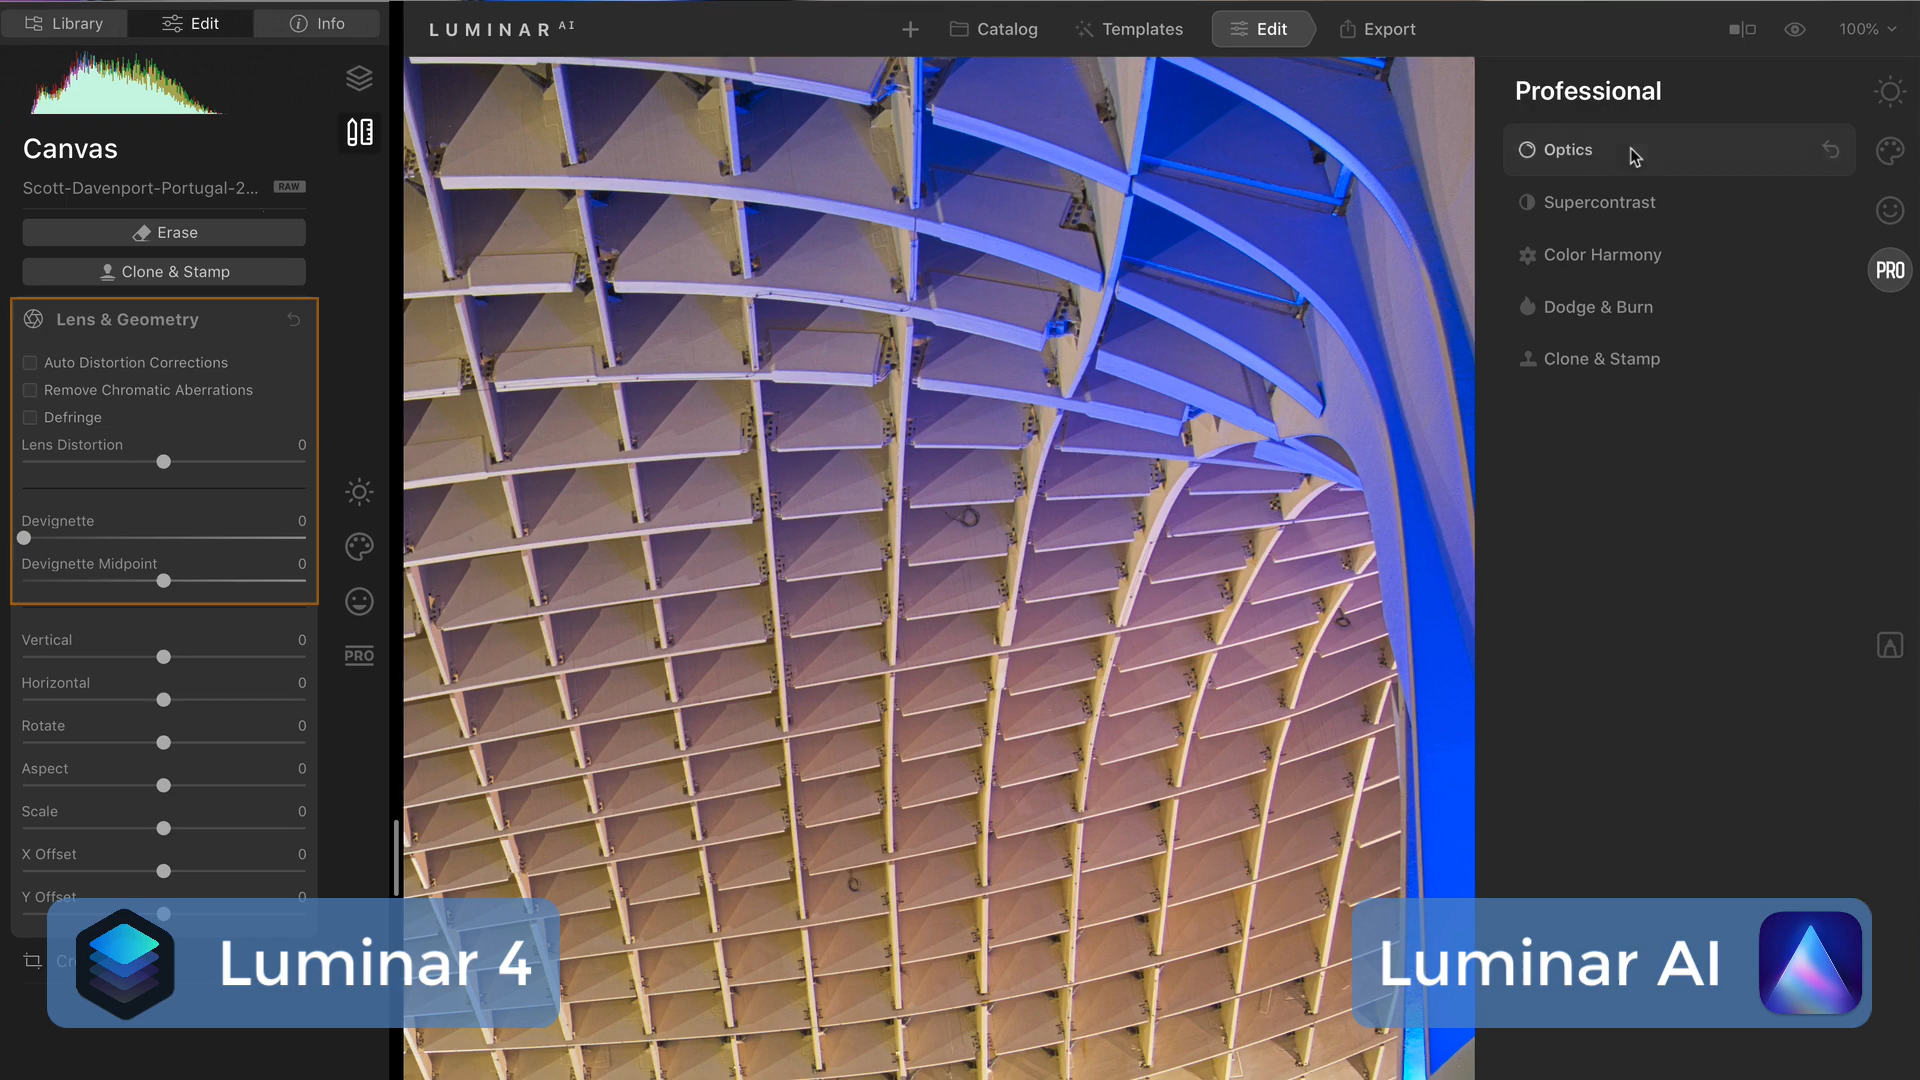 Library
Edit
Info
LUMINAR AI
Catalog
Templates
Edit
Export
100%
Canvas
Scott-Davenport-Portugal-2...
RAW
Erase
Clone & Stamp
Lens & Geometry
Auto Distortion Corrections
Remove Chromatic Aberrations
Defringe
Lens Distortion 0
Devignette 0
Devignette Midpoint 0
Vertical 0
Horizontal 0
Rotate 0
Aspect 0
Scale 0
X Offset 0
Y Offset 0
PRO
Luminar 4
Professional
Optics
Supercontrast
Color Harmony
Dodge & Burn
Clone & Stamp
PRO
Luminar AI